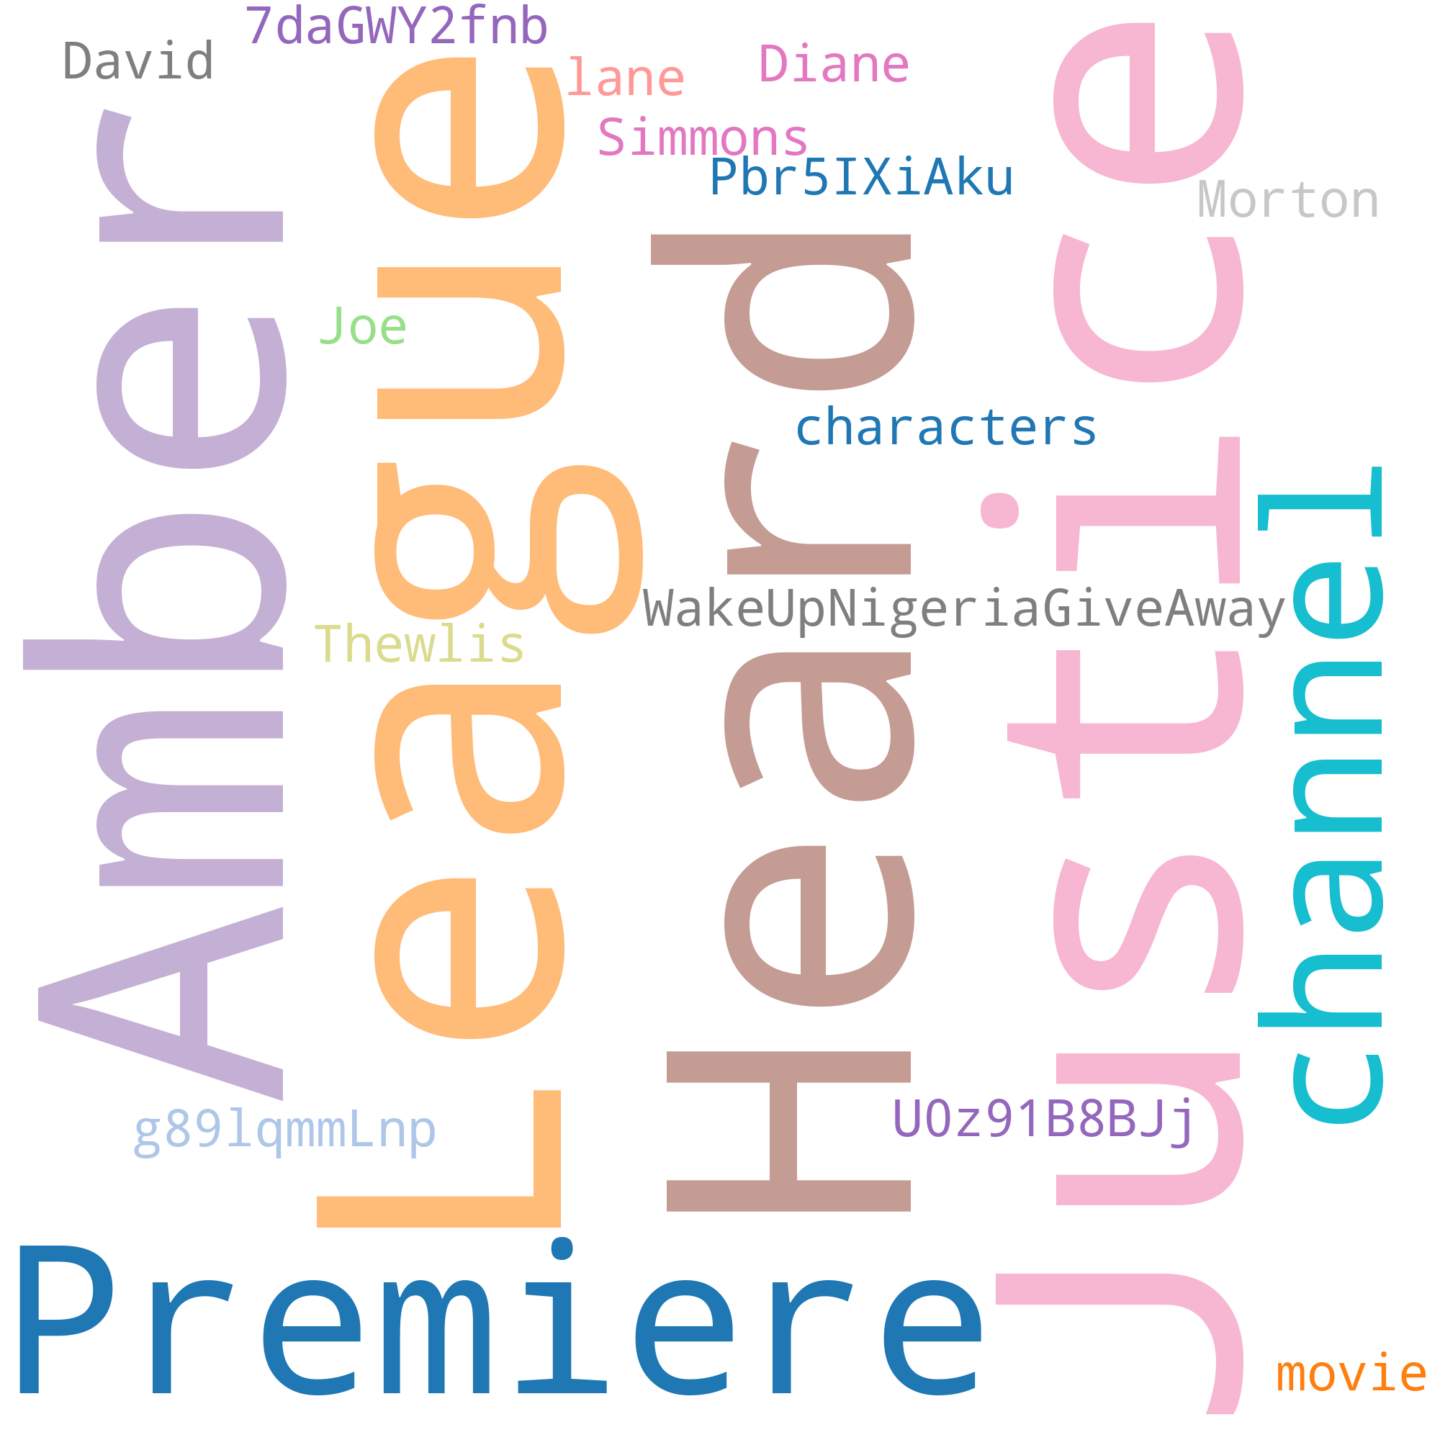 7daGWY2fnb
David
lane
Diane
Simmons
Pbr5IXiAku
Morton
Amber
League
Heard
Justice
Joe
characters
channel
WakeUpNigeriaGiveAway
Thewlis
g89lqmmLnp
U0z91B8BJj
Premiere
movie